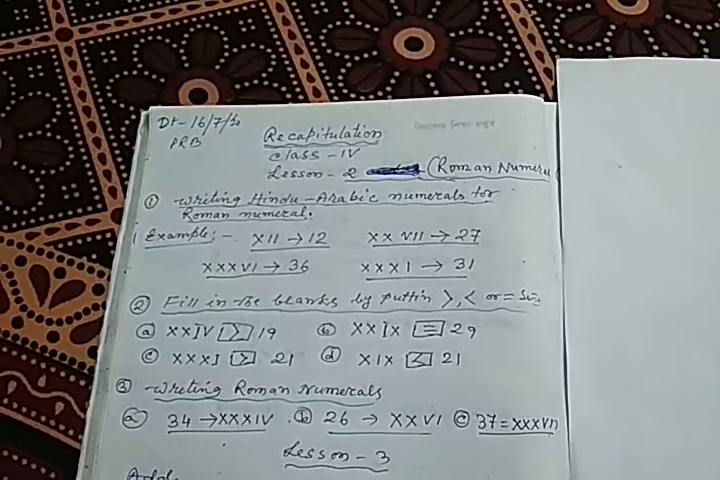 Dt - 16/7/20
PRB
Recapitulation
Class - IV
Lesson - 2 (Roman Numeru
① Writing Hindu - Arabic numerals for
Roman numeral.
Example; - XII → 12 XXVII → 27
XXXVI → 36 XXXI → 31
② Fill in the blanks by puttin >, < or =
ⓐ XXIV [>] 19 ⓑ XXIX [=] 29
ⓒ XXXI [>] 21 ⓓ XIX [<] 21
③ Writing Roman Numerals
ⓐ 34 → XXXIV . ⓑ 26 → XXVI ⓒ 37 = XXXVII
Lesson - 3